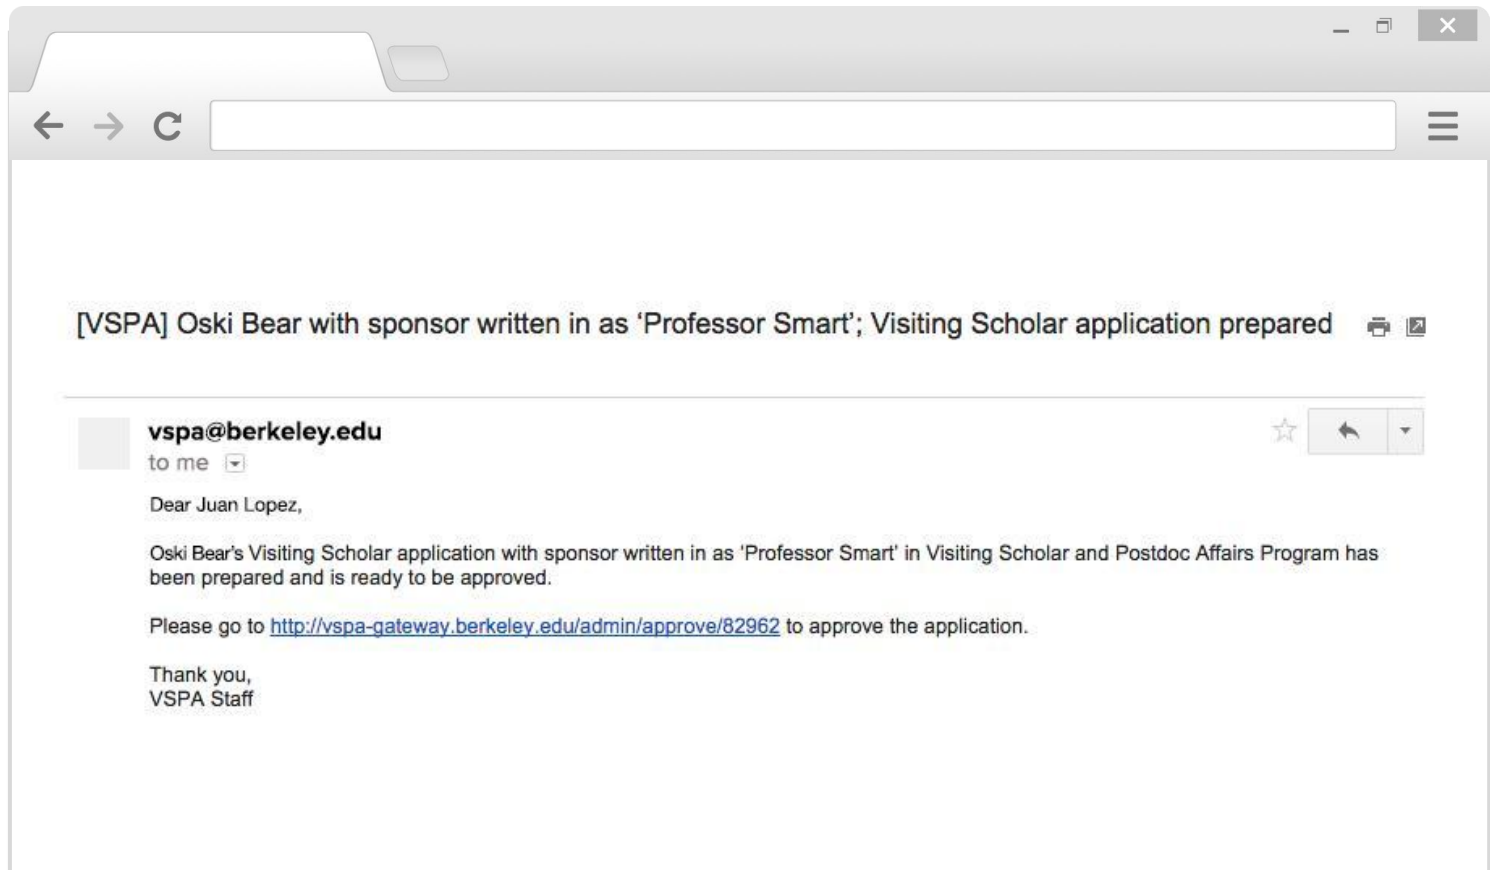 [VSPA] Oski Bear with sponsor written in as ‘Professor Smart’; Visiting Scholar application prepared
vspa@berkeley.edu
to me
Dear Juan Lopez,
Oski Bear's Visiting Scholar application with sponsor written in as 'Professor Smart' in Visiting Scholar and Postdoc Affairs Program has
been prepared and is ready to be approved.
Please go to http://vspa-gateway.berkeley.edu/admin/approve/82962 to approve the application.
Thank you,
VSPA Staff